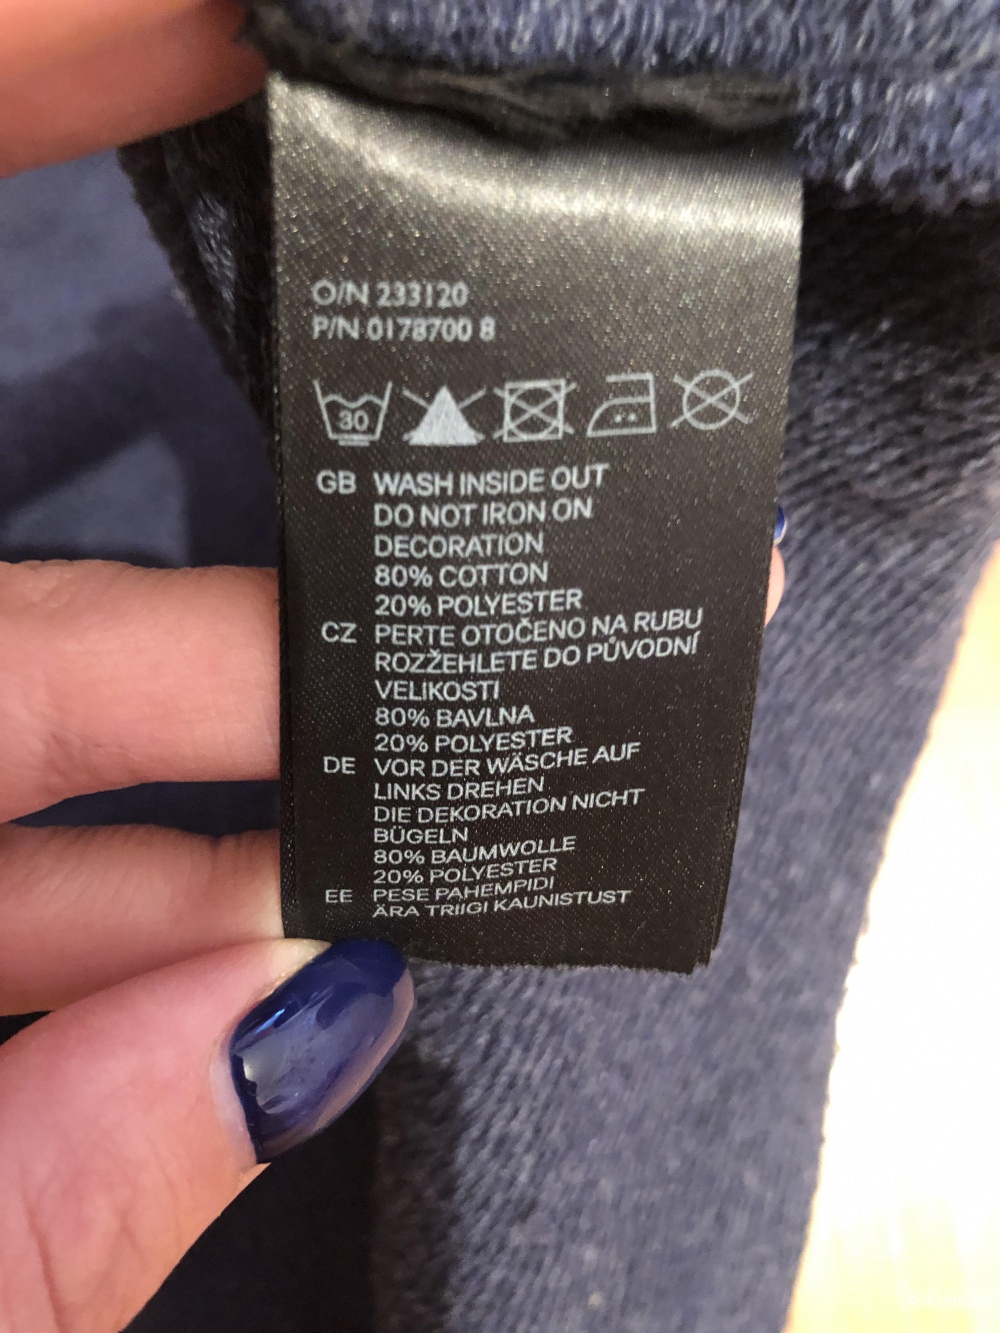 O/N 233120
P/N 0178700 8
30
GB WASH INSIDE OUT
DO NOT IRON ON
DECORATION
80% COTTON
20% POLYESTER
CZ PERTE OTOČENO NA RUBU
ROZŽEHLETE DO PŮVODNÍ
VELIKOSTI
80% BAVLNA
20% POLYESTER
DE VOR DER WÄSCHE AUF
LINKS DREHEN
DIE DEKORATION NICHT
BÜGELN
80% BAUMWOLLE
20% POLYESTER
EE PESE PAHEMPIDI
ÄRA TRIIGI KAUNISTUST